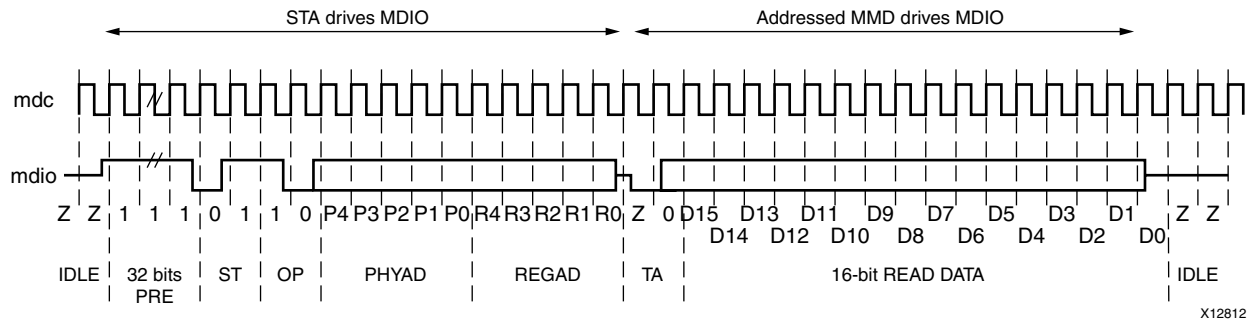 STA drives MDIO Addressed MMD drives MDIO
mdc
mdio
Z Z 1 1 1 0 1 1 0 P4 P3 P2 P1 P0 R4 R3 R2 R1 R0 Z 0 D15 D13 D11 D9 D7 D5 D3 D1 Z Z
D14 D12 D10 D8 D6 D4 D2 D0
IDLE 32 bits ST OP PHYAD REGAD TA 16-bit READ DATA IDLE
PRE
X12812